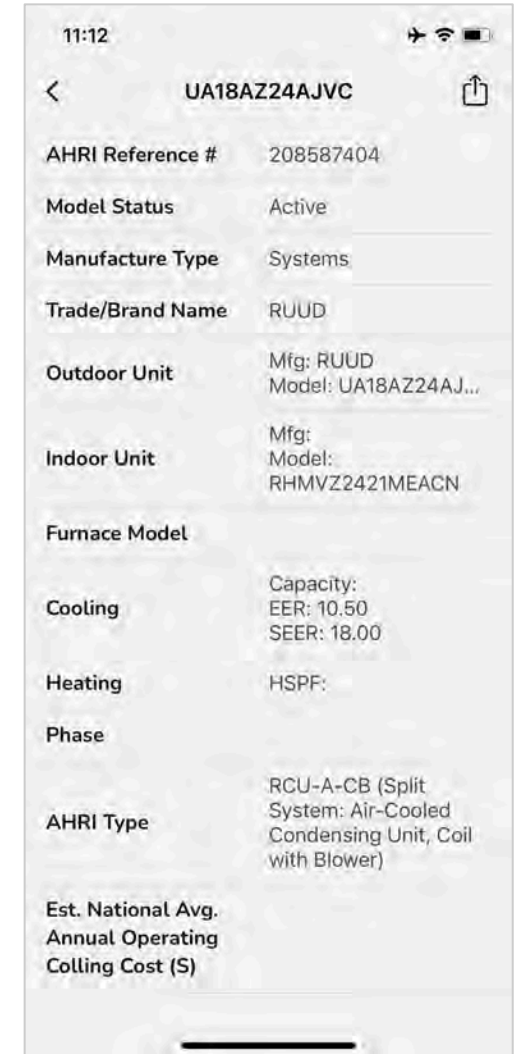 11:12
UA18AZ24AJVC
AHRI Reference # 208587404
Model Status Active
Manufacture Type Systems
Trade/Brand Name RUUD
Outdoor Unit Mfg: RUUD
Model: UA18AZ24AJ...
Indoor Unit Mfg:
Model:
RHMVZ2421MEACN
Furnace Model
Cooling Capacity:
EER: 10.50
SEER: 18.00
Heating HSPF:
Phase
AHRI Type RCU-A-CB (Split
System: Air-Cooled
Condensing Unit, Coil
with Blower)
Est. National Avg.
Annual Operating
Colling Cost (S)